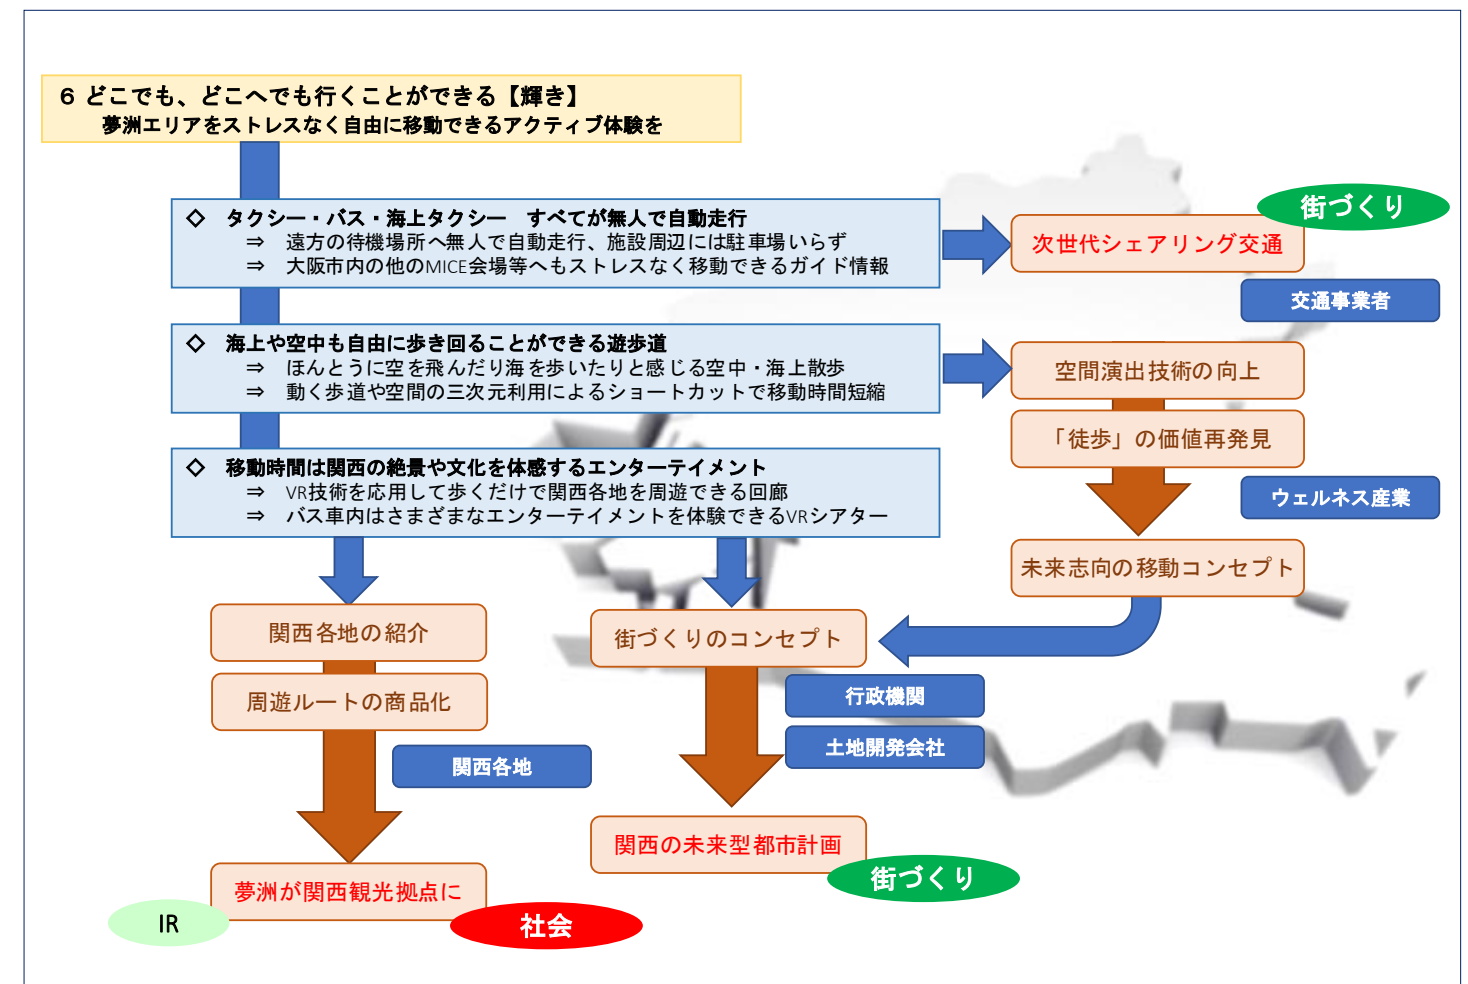 6 どこでも、どこへでも行くことができる【輝き】
夢洲エリアをストレスなく自由に移動できるアクティブ体験を
◇ タクシー・バス・海上タクシー すべてが無人で自動走行
⇒ 遠方の待機場所へ無人で自動走行、施設周辺には駐車場いらず
⇒ 大阪市内の他のMICE会場等へもストレスなく移動できるガイド情報
街づくり
次世代シェアリング交通
交通事業者
◇ 海上や空中も自由に歩き回ることができる遊歩道
⇒ ほんとうに空を飛んだり海を歩いたりと感じる空中・海上散歩
⇒ 動く歩道や空間の三次元利用によるショートカットで移動時間短縮
空間演出技術の向上
「徒歩」の価値再発見
ウェルネス産業
◇ 移動時間は関西の絶景や文化を体感するエンターテイメント
⇒ VR技術を応用して歩くだけで関西各地を周遊できる回廊
⇒ バス車内はさまざまなエンターテイメントを体験できるVRシアター
未来志向の移動コンセプト
関西各地の紹介
周遊ルートの商品化
関西各地
夢洲が関西観光拠点に
IR
社会
街づくりのコンセプト
行政機関
土地開発会社
関西の未来型都市計画
街づくり